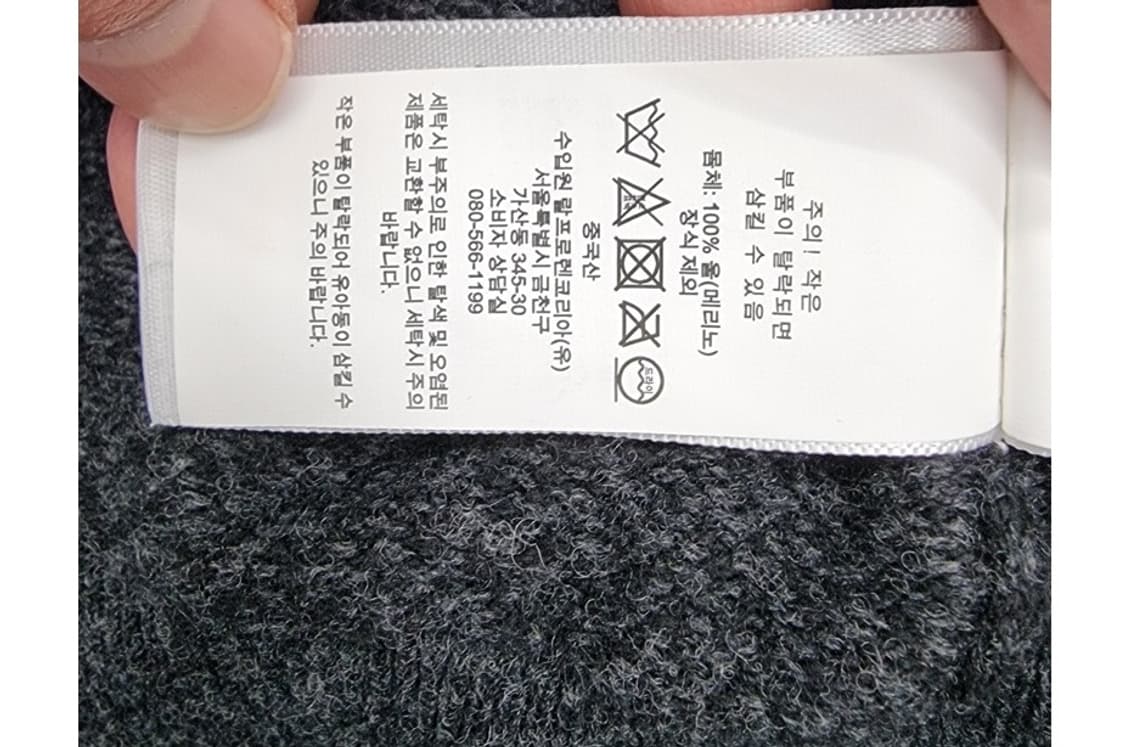 주의! 작은
부품이 탈락되면
삼킬 수 있음
몸체: 100% 울(메리노)
장식 제외
드라이
중국산
수입원 랄프로렌코리아(유)
서울특별시 금천구
가산동 345-30
소비자 상담실
080-566-1199
세탁시 부주의로 인한 탈색 및 오염된
제품은 교환할 수 없으니 세탁시 주의
바랍니다.
작은 부품이 탈락되어 유아동이 삼킬 수
있으니 주의 바랍니다.